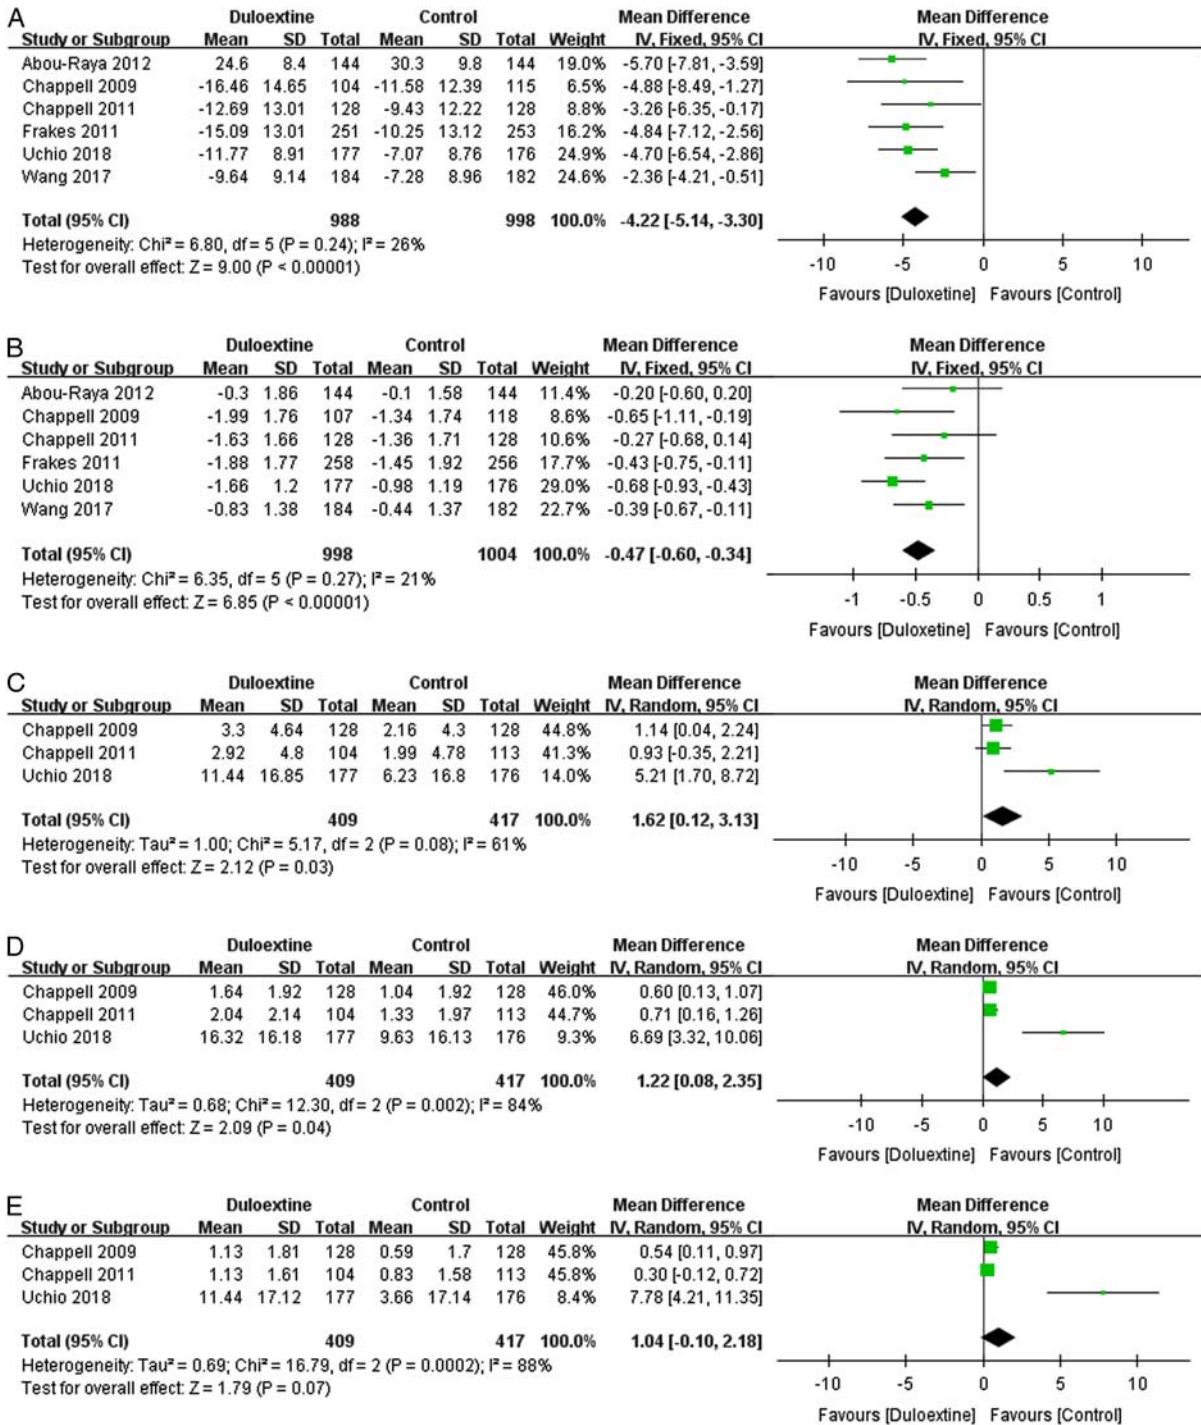 A
Duloextine Control Mean Difference Mean Difference
Study or Subgroup Mean SD Total Mean SD Total Weight IV, Fixed, 95% CI IV, Fixed, 95% CI
Abou-Raya 2012 24.6 8.4 144 30.3 9.8 144 19.0% -5.70 [-7.81, -3.59]
Chappell 2009 -16.46 14.65 104 -11.58 12.39 115 6.5% -4.88 [-8.49, -1.27]
Chappell 2011 -12.69 13.01 128 -9.43 12.22 128 8.8% -3.26 [-6.35, -0.17]
Frakes 2011 -15.09 13.01 251 -10.25 13.12 253 16.2% -4.84 [-7.12, -2.56]
Uchio 2018 -11.77 8.91 177 -7.07 8.76 176 24.9% -4.70 [-6.54, -2.86]
Wang 2017 -9.64 9.14 184 -7.28 8.96 182 24.6% -2.36 [-4.21, -0.51]
Total (95% CI) 988 998 100.0% -4.22 [-5.14, -3.30]
Heterogeneity: Chi² = 6.80, df = 5 (P = 0.24); I² = 26%
Test for overall effect: Z = 9.00 (P < 0.00001)
-10 -5 0 5 10
Favours [Duloxetine] Favours [Control]
B
Duloextine Control Mean Difference Mean Difference
Study or Subgroup Mean SD Total Mean SD Total Weight IV, Fixed, 95% CI IV, Fixed, 95% CI
Abou-Raya 2012 -0.3 1.86 144 -0.1 1.58 144 11.4% -0.20 [-0.60, 0.20]
Chappell 2009 -1.99 1.76 107 -1.34 1.74 118 8.6% -0.65 [-1.11, -0.19]
Chappell 2011 -1.63 1.66 128 -1.36 1.71 128 10.6% -0.27 [-0.68, 0.14]
Frakes 2011 -1.88 1.77 258 -1.45 1.92 256 17.7% -0.43 [-0.75, -0.11]
Uchio 2018 -1.66 1.2 177 -0.98 1.19 176 29.0% -0.68 [-0.93, -0.43]
Wang 2017 -0.83 1.38 184 -0.44 1.37 182 22.7% -0.39 [-0.67, -0.11]
Total (95% CI) 998 1004 100.0% -0.47 [-0.60, -0.34]
Heterogeneity: Chi² = 6.35, df = 5 (P = 0.27); I² = 21%
Test for overall effect: Z = 6.85 (P < 0.00001)
-1 -0.5 0 0.5 1
Favours [Duloxetine] Favours [Control]
C
Duloextine Control Mean Difference Mean Difference
Study or Subgroup Mean SD Total Mean SD Total Weight IV, Random, 95% CI IV, Random, 95% CI
Chappell 2009 3.3 4.64 128 2.16 4.3 128 44.8% 1.14 [0.04, 2.24]
Chappell 2011 2.92 4.8 104 1.99 4.78 113 41.3% 0.93 [-0.35, 2.21]
Uchio 2018 11.44 16.85 177 6.23 16.8 176 14.0% 5.21 [1.70, 8.72]
Total (95% CI) 409 417 100.0% 1.62 [0.12, 3.13]
Heterogeneity: Tau² = 1.00; Chi² = 5.17, df = 2 (P = 0.08); I² = 61%
Test for overall effect: Z = 2.12 (P = 0.03)
-10 -5 0 5 10
Favours [Duloextine] Favours [Control]
D
Duloextine Control Mean Difference Mean Difference
Study or Subgroup Mean SD Total Mean SD Total Weight IV, Random, 95% CI IV, Random, 95% CI
Chappell 2009 1.64 1.92 128 1.04 1.92 128 46.0% 0.60 [0.13, 1.07]
Chappell 2011 2.04 2.14 104 1.33 1.97 113 44.7% 0.71 [0.16, 1.26]
Uchio 2018 16.32 16.18 177 9.63 16.13 176 9.3% 6.69 [3.32, 10.06]
Total (95% CI) 409 417 100.0% 1.22 [0.08, 2.35]
Heterogeneity: Tau² = 0.68; Chi² = 12.30, df = 2 (P = 0.002); I² = 84%
Test for overall effect: Z = 2.09 (P = 0.04)
-10 -5 0 5 10
Favours [Doluextine] Favours [Control]
E
Duloextine Control Mean Difference Mean Difference
Study or Subgroup Mean SD Total Mean SD Total Weight IV, Random, 95% CI IV, Random, 95% CI
Chappell 2009 1.13 1.81 128 0.59 1.7 128 45.8% 0.54 [0.11, 0.97]
Chappell 2011 1.13 1.61 104 0.83 1.58 113 45.8% 0.30 [-0.12, 0.72]
Uchio 2018 11.44 17.12 177 3.66 17.14 176 8.4% 7.78 [4.21, 11.35]
Total (95% CI) 409 417 100.0% 1.04 [-0.10, 2.18]
Heterogeneity: Tau² = 0.69; Chi² = 16.79, df = 2 (P = 0.0002); I² = 88%
Test for overall effect: Z = 1.79 (P = 0.07)
-10 -5 0 5 10
Favours [Duloextine] Favours [Control]